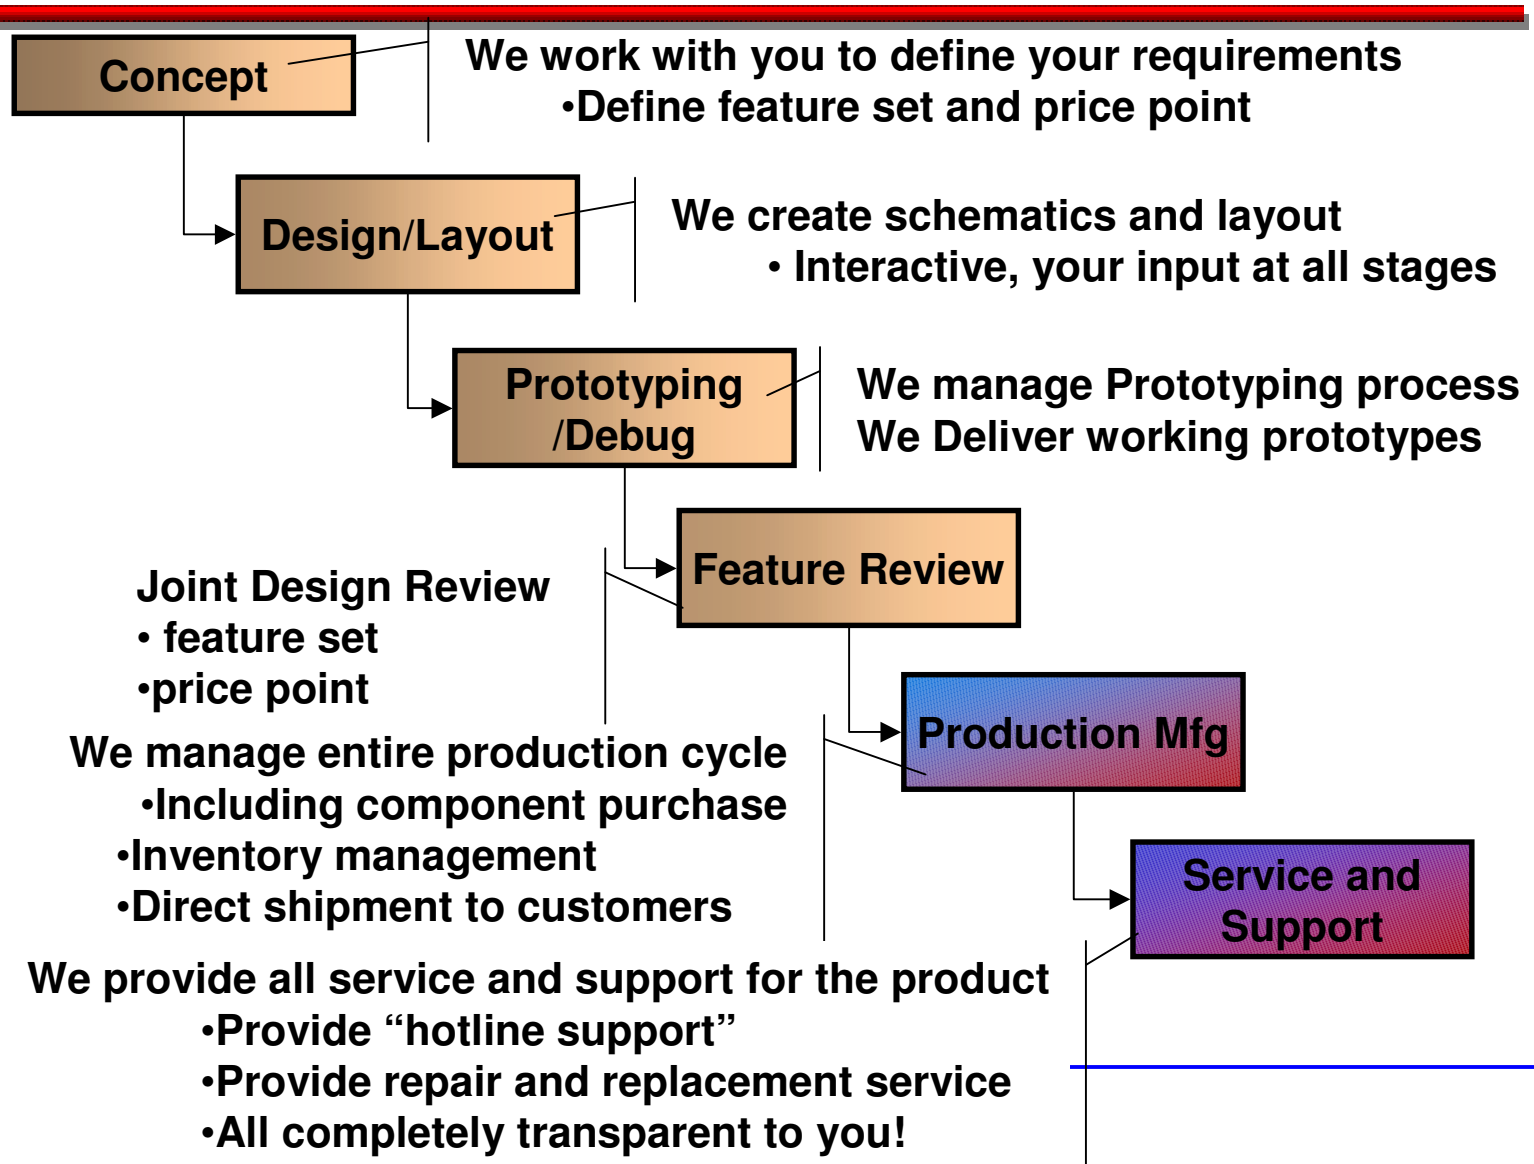 Concept
We work with you to define your requirements
•Define feature set and price point
Design/Layout
We create schematics and layout
• Interactive, your input at all stages
Prototyping
/Debug
We manage Prototyping process
We Deliver working prototypes
Feature Review
Joint Design Review
• feature set
•price point
Production Mfg
We manage entire production cycle
•Including component purchase
•Inventory management
•Direct shipment to customers
Service and
Support
We provide all service and support for the product
•Provide “hotline support”
•Provide repair and replacement service
•All completely transparent to you!